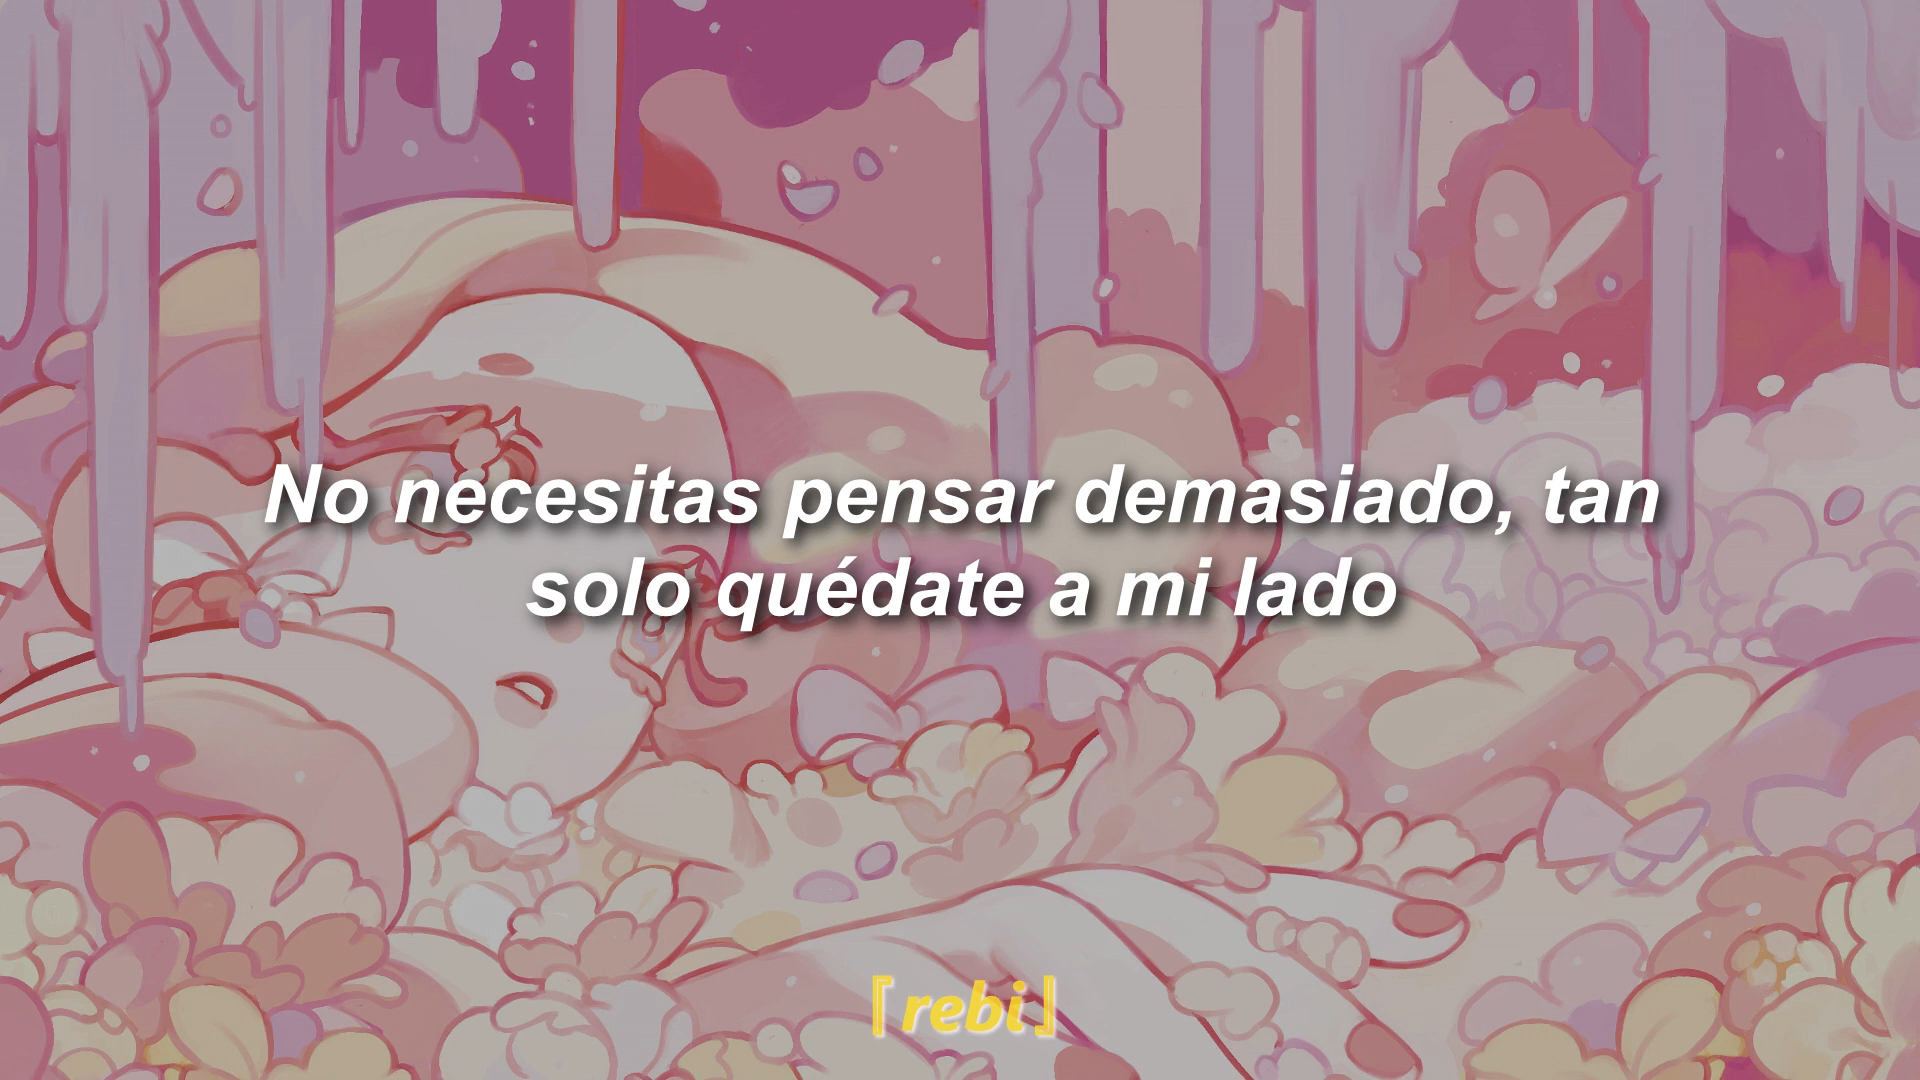 No necesitas pensar demasiado, tan
solo quédate a mi lado
『rebi』